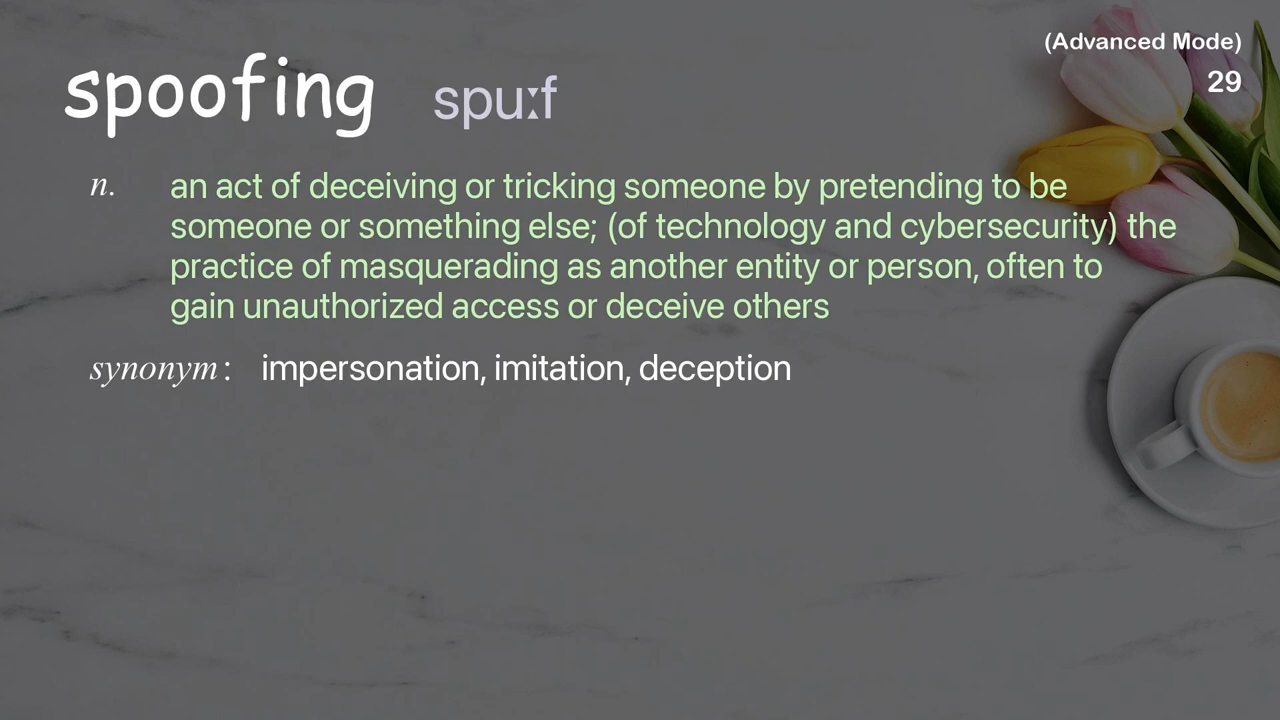 (Advanced Mode)
spoofing spuːf
29
n. an act of deceiving or tricking someone by pretending to be
someone or something else; (of technology and cybersecurity) the
practice of masquerading as another entity or person, often to
gain unauthorized access or deceive others
synonym: impersonation, imitation, deception